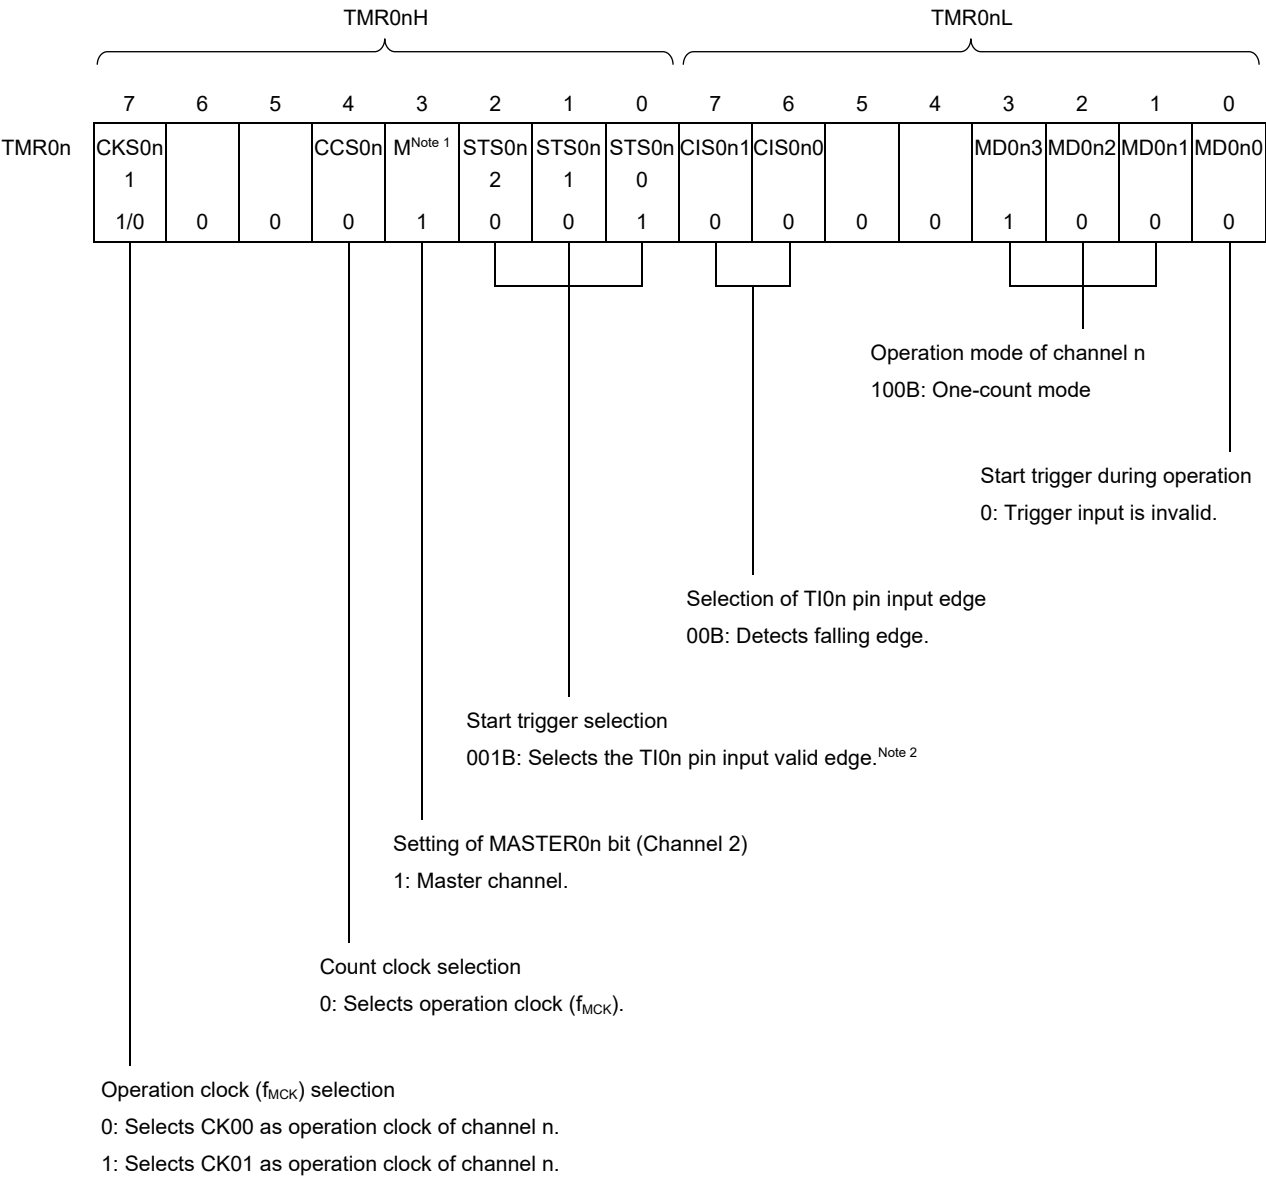 TMR0nH TMR0nL
7 6 5 4 3 2 1 0 7 6 5 4 3 2 1 0
TMR0n CKS0n CCS0n M^Note 1 STS0n STS0n STS0n CIS0n1 CIS0n0 MD0n3 MD0n2 MD0n1 MD0n0
1 2 1 0
1/0 0 0 0 1 0 0 1 0 0 0 0 1 0 0 0
Operation mode of channel n
100B: One-count mode
Start trigger during operation
0: Trigger input is invalid.
Selection of TI0n pin input edge
00B: Detects falling edge.
Start trigger selection
001B: Selects the TI0n pin input valid edge.^Note 2
Setting of MASTER0n bit (Channel 2)
1: Master channel.
Count clock selection
0: Selects operation clock (fMCK).
Operation clock (fMCK) selection
0: Selects CK00 as operation clock of channel n.
1: Selects CK01 as operation clock of channel n.